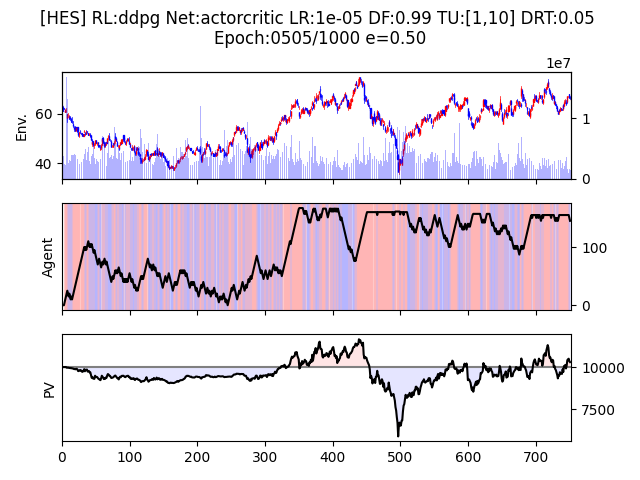 [HES] RL:ddpg Net:actorcritic LR:1e-05 DF:0.99 TU:[1,10] DRT:0.05
Epoch:0505/1000 e=0.50
1e7
Env.
60
40
1
0
Agent
100
0
PV
10000
7500
0 100 200 300 400 500 600 700